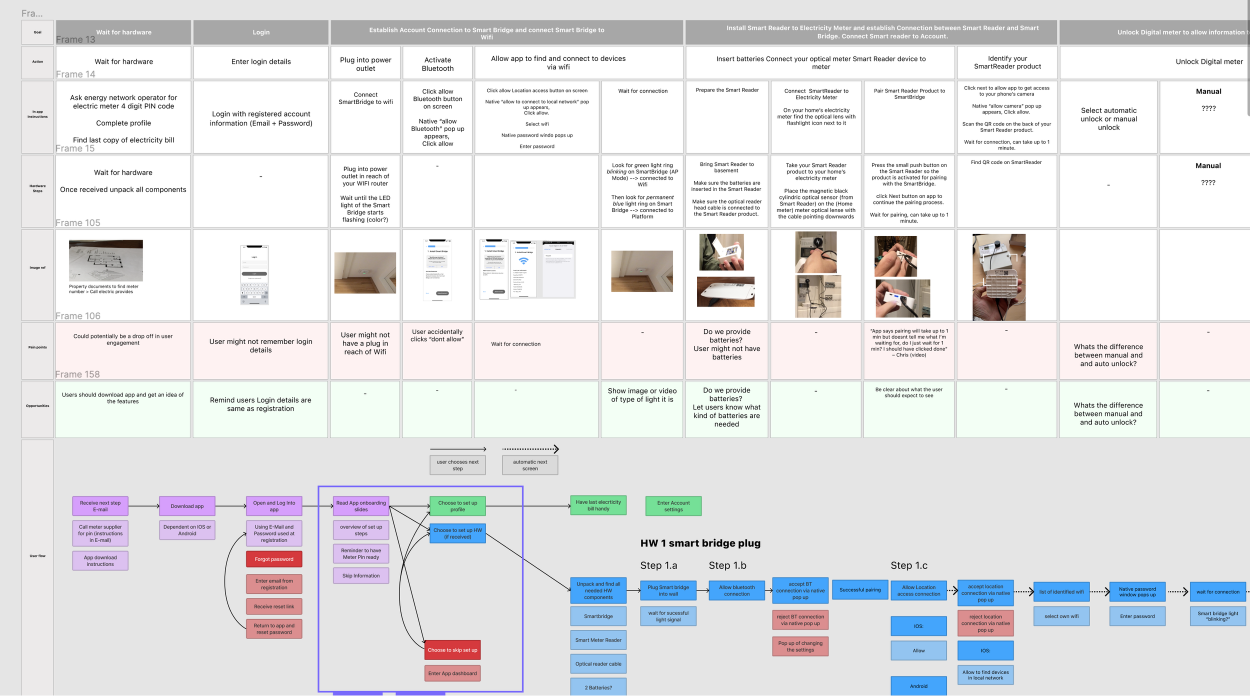 Fra...
Goal
Wait for hardware
Login
Establish Account Connection to Smart Bridge and connect Smart Bridge to
Wifi
Install Smart Reader to Electricity Meter and establish Connection between Smart Reader and Smart
Bridge. Connect Smart reader to Account.
Unlock Digital meter to allow information
Frame 13
Action
Wait for hardware
Enter login details
Plug into power
outlet
Activate
Bluetooth
Allow app to find and connect to devices
via wifi
Insert batteries Connect your optical meter Smart Reader device to
meter
Identify your
SmartReader product
Unlock Digital meter
Frame 14
In app
instructions
Ask energy network operator for
electric meter 4 digit PIN code
Complete profile
Find last copy of electricity bill
Login with registered account
information (Email + Password)
Connect
SmartBridge to wifi
Click allow
Bluetooth button
on screen
Native "allow
Bluetooth" pop up
appears,
Click allow
Click allow Location access button on screen
Native "allow to connect to local network" pop
up appears,
Click allow.
Select wifi
Native password windo pops up
Enter password
Wait for connection
Prepare the Smart Reader
Connect SmartReader to
Electricity Meter
On your home's electricity
meter find the optical lens with
flashlight icon next to it
Pair Smart Reader Product to
SmartBridge
Click next to allow app to get access
to your phone's camera
Native "allow camera" pop up
Click Allow.
Scan the QR code on the back of your
Smart Reader product.
Wait for connection, can take up to 1
minute.
Select automatic
unlock or manual
unlock
Manual
????
Frame 15
Hardware
Steps
Wait for hardware
Once received unpack all components
-
Plug into power
outlet in reach of
your WIFI router
Wait until the LED
light of the Smart
Bridge starts
flashing (color?)
-
Look for green light ring
blinking on SmartBridge (AP
Mode) --> connected to
Wifi
Then look for permanent
blue light ring on Smart
Bridge --> connected to
Platform
Bring Smart Reader to
basement
Make sure the batteries are
inserted in the Smart Reader
Make sure the optical reader
head cable is connected to
the Smart Reader product.
Take your Smart Reader
product to your home's
electricity meter
Place the magnetic black
cylindric optical sensor (from
Smart Reader) on the (Home
meter) meter optical lense with
the cable pointing downwards
Press the small push button on
the Smart Reader so the
product is activated for pairing
with the SmartBridge.
click Next button on app to
continue the pairing process.
Wait for pairing, can take up to 1
minute.
Find QR code on SmartReader
-
Manual
????
Frame 105
Image ref
Property documents to find meter
number > Call electric provides
Frame 106
Pain points
Could potentially be a drop off in user
engagement
User might not remember login
details
User might not
have a plug in
reach of Wifi
User accidentally
clicks "dont allow"
Wait for connection
-
Do we provide
batteries?
User might not have
batteries
-
"App says pairing will take up to 1
min but doesnt tell me what I'm
waiting for, do I just wait for 1
min? I should have clicked done"
– Chris (video)
-
Whats the difference
between manual and
and auto unlock?
-
Frame 158
Opportunities
Users should download app and get an idea of
the features
Remind users Login details are
same as registration
-
-
-
Show image or video
of type of light it is
Do we provide
batteries?
Let users know what
kind of batteries are
needed
-
Be clear about what the user
should expect to see
-
Whats the difference
between manual and
and auto unlock?
-
User flow
user chooses next
step
automatic next
screen
Receive next step
E-mail
Download app
Open and Log Into
app
Read App onboarding
slides
Choose to set up
profile
Have last elecrticity
bill handy
Enter Account
settings
Call meter supplier
for pin (instructions
in E-mail)
Dependent on IOS or
Android
Using E-Mail and
Password used at
registration
overview of set up
steps
Choose to set up HW
(if received)
App download
instructions
Forgot password
Reminder to have
Meter Pin ready
Skip information
Enter email from
registration
Receive reset link
Return to app and
reset password
Choose to skip set up
Enter App dashboard
HW 1 smart bridge plug
Step 1.a
Step 1.b
Step 1.c
Unpack and find all
needed HW
components
Plug Smart bridge
into wall
Allow bluetooth
connection
accept BT
connection via native
pop up
Successful pairing
Allow Location
access connection
accept location
connection via native
pop up
list of identified wifi
Native password
window pops up
wait for connection
Smartbridge
wait for sucessful
light signal
reject BT connection
via native pop up
IOS:
reject location
connection via native
pop up
select own wifi
Enter password
Smart bridge light
"blinking?"
Smart Meter Reader
Pop up of changing
the settings
Allow
IOS:
Optical reader cable
Allow to find devices
in local network
2 Batteries?
Android